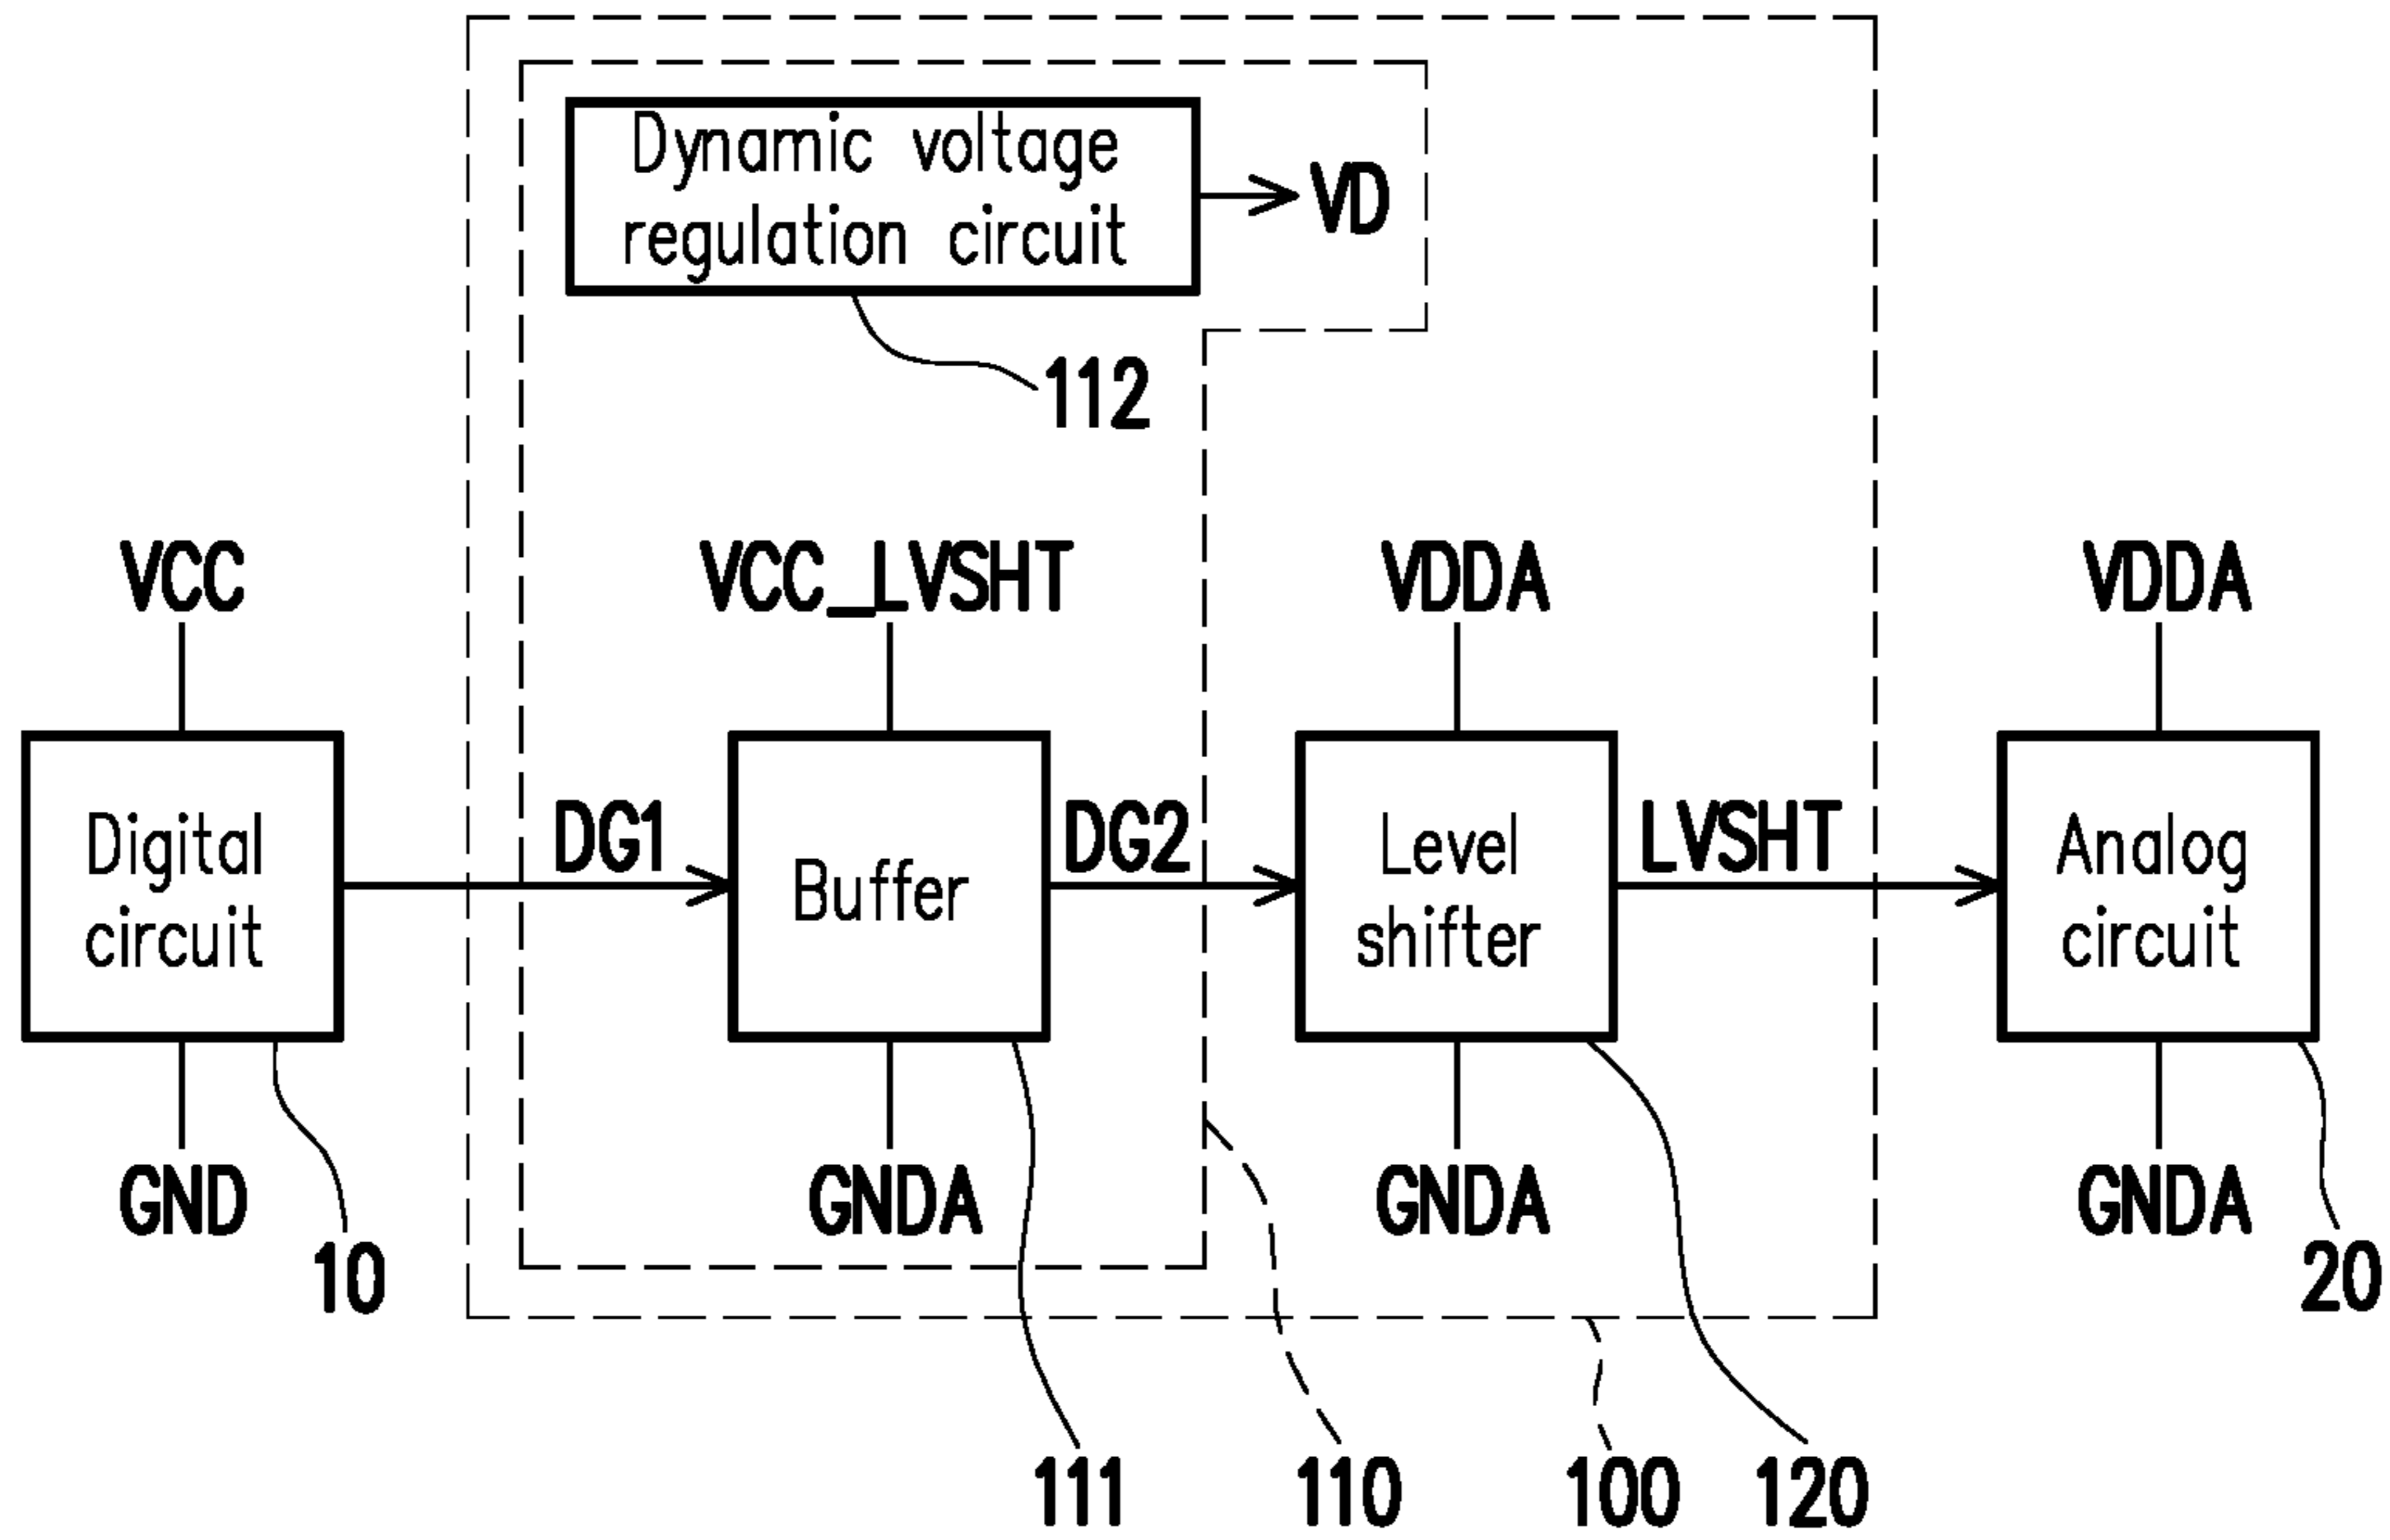 Dynamic voltage
regulation circuit
VD
112
VCC
VCC_LVSHT
VDDA
VDDA
Digital
circuit
DG1
Buffer
DG2
Level
shifter
LVSHT
Analog
circuit
GND
GNDA
GNDA
GNDA
10
20
111
110
100
120